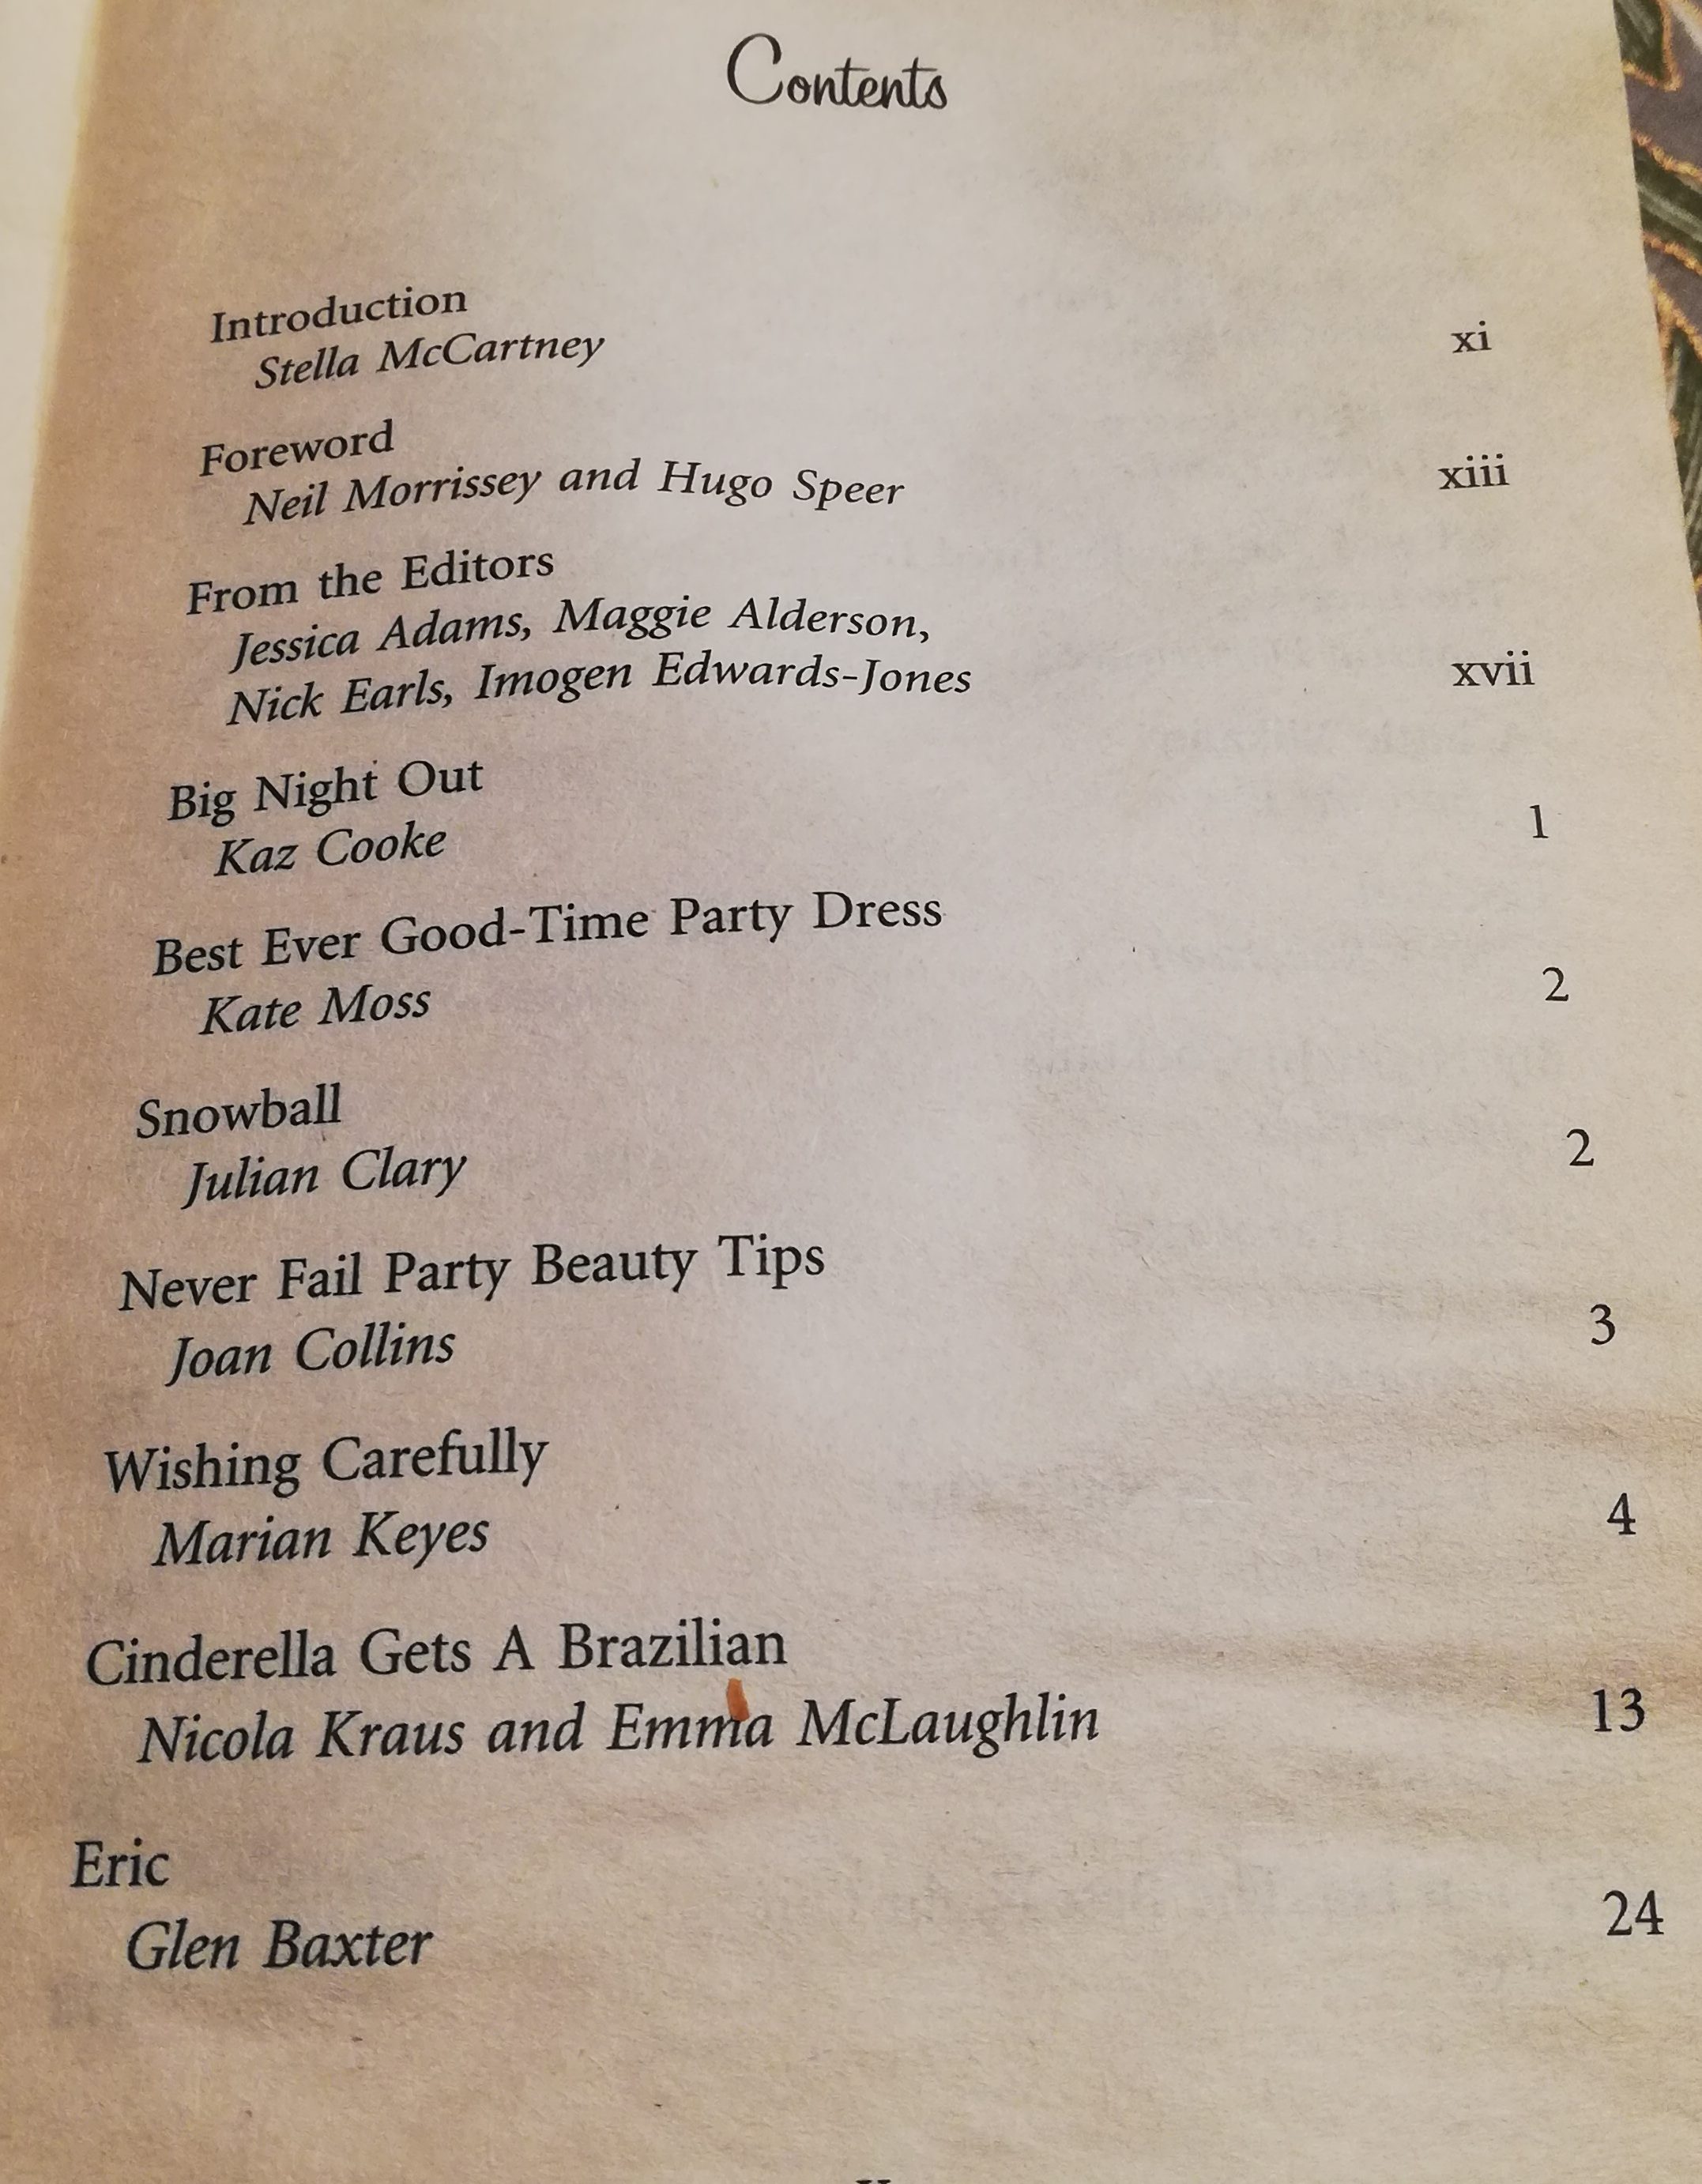 Contents
Introduction
Stella McCartney xi
Foreword
Neil Morrissey and Hugo Speer xiii
From the Editors
Jessica Adams, Maggie Alderson,
Nick Earls, Imogen Edwards-Jones xvii
Big Night Out
Kaz Cooke 1
Best Ever Good-Time Party Dress
Kate Moss 2
Snowball
Julian Clary 2
Never Fail Party Beauty Tips
Joan Collins 3
Wishing Carefully
Marian Keyes 4
Cinderella Gets A Brazilian
Nicola Kraus and Emma McLaughlin 13
Eric
Glen Baxter 24